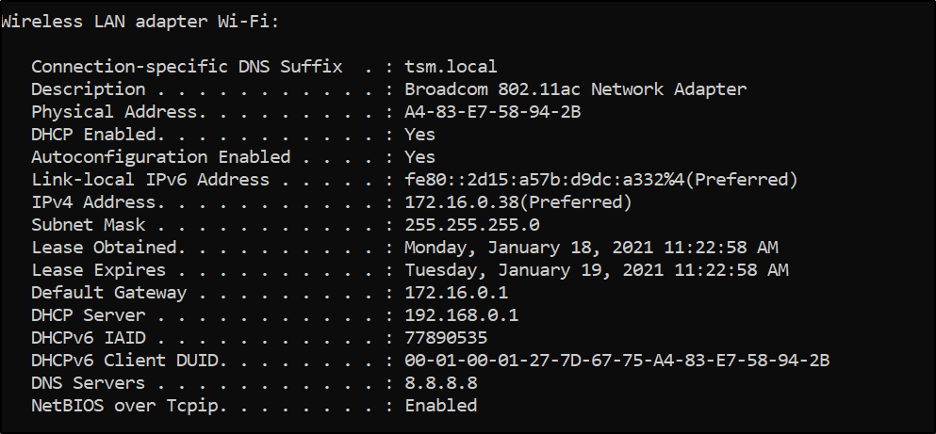 Wireless LAN adapter Wi-Fi:
Connection-specific DNS Suffix  . : tsm.local
Description . . . . . . . . . . . : Broadcom 802.11ac Network Adapter
Physical Address. . . . . . . . . : A4-83-E7-58-94-2B
DHCP Enabled. . . . . . . . . . . : Yes
Autoconfiguration Enabled . . . . : Yes
Link-local IPv6 Address . . . . . : fe80::2d15:a57b:d9dc:a332%4(Preferred)
IPv4 Address. . . . . . . . . . . : 172.16.0.38(Preferred)
Subnet Mask . . . . . . . . . . . : 255.255.255.0
Lease Obtained. . . . . . . . . . : Monday, January 18, 2021 11:22:58 AM
Lease Expires . . . . . . . . . . : Tuesday, January 19, 2021 11:22:58 AM
Default Gateway . . . . . . . . . : 172.16.0.1
DHCP Server . . . . . . . . . . . : 192.168.0.1
DHCPv6 IAID . . . . . . . . . . . : 77890535
DHCPv6 Client DUID. . . . . . . . : 00-01-00-01-27-7D-67-75-A4-83-E7-58-94-2B
DNS Servers . . . . . . . . . . . : 8.8.8.8
NetBIOS over Tcpip. . . . . . . . : Enabled